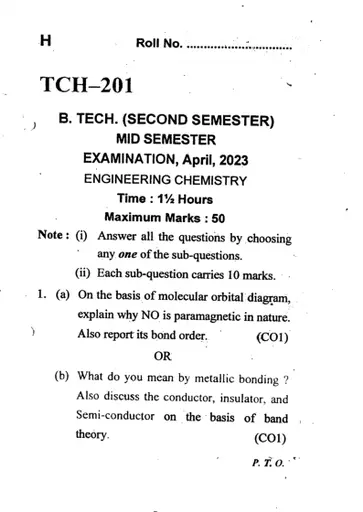 H Roll No. ................................
TCH–201
B. TECH. (SECOND SEMESTER)
MID SEMESTER
EXAMINATION, April, 2023
ENGINEERING CHEMISTRY
Time : 1½ Hours
Maximum Marks : 50
Note : (i) Answer all the questions by choosing
any one of the sub-questions.
(ii) Each sub-question carries 10 marks.
1. (a) On the basis of molecular orbital diagram,
explain why NO is paramagnetic in nature.
Also report its bond order. (CO1)
OR
(b) What do you mean by metallic bonding ?
Also discuss the conductor, insulator, and
Semi-conductor on the basis of band
theory. (CO1)
P. T. O.